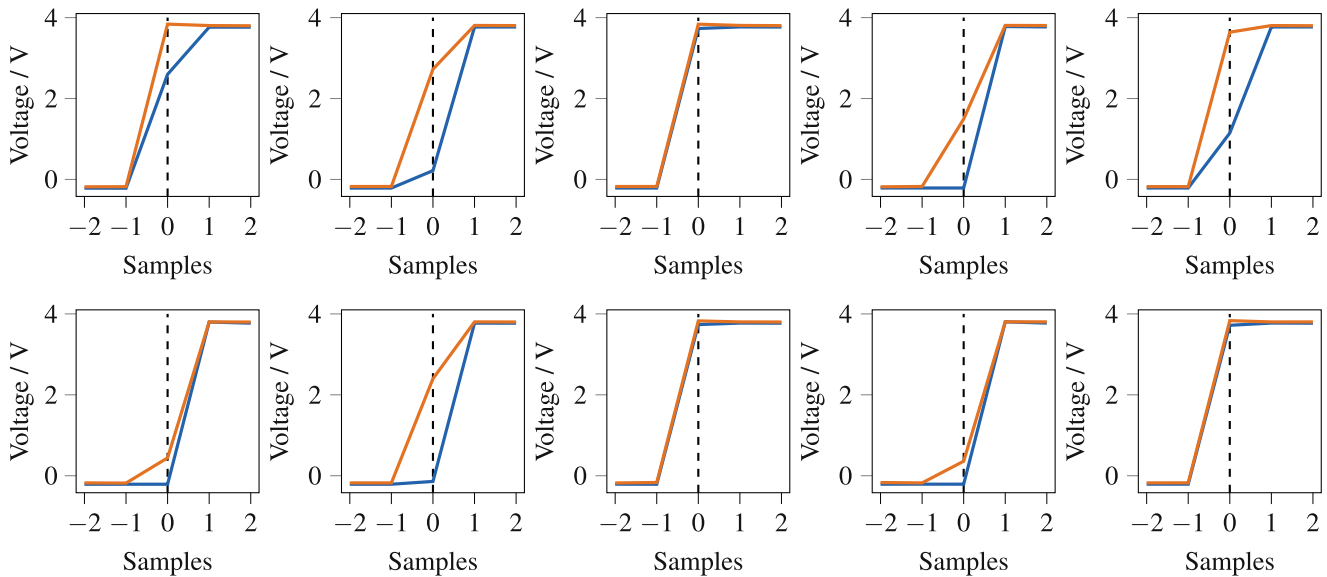 4 4 4 4 4
2 2 2 2 2
0 0 0 0 0
Voltage / V Voltage / V Voltage / V Voltage / V Voltage / V
−2 −1 0 1 2 −2 −1 0 1 2 −2 −1 0 1 2 −2 −1 0 1 2 −2 −1 0 1 2
Samples Samples Samples Samples Samples
4 4 4 4 4
2 2 2 2 2
0 0 0 0 0
Voltage / V Voltage / V Voltage / V Voltage / V Voltage / V
−2 −1 0 1 2 −2 −1 0 1 2 −2 −1 0 1 2 −2 −1 0 1 2 −2 −1 0 1 2
Samples Samples Samples Samples Samples